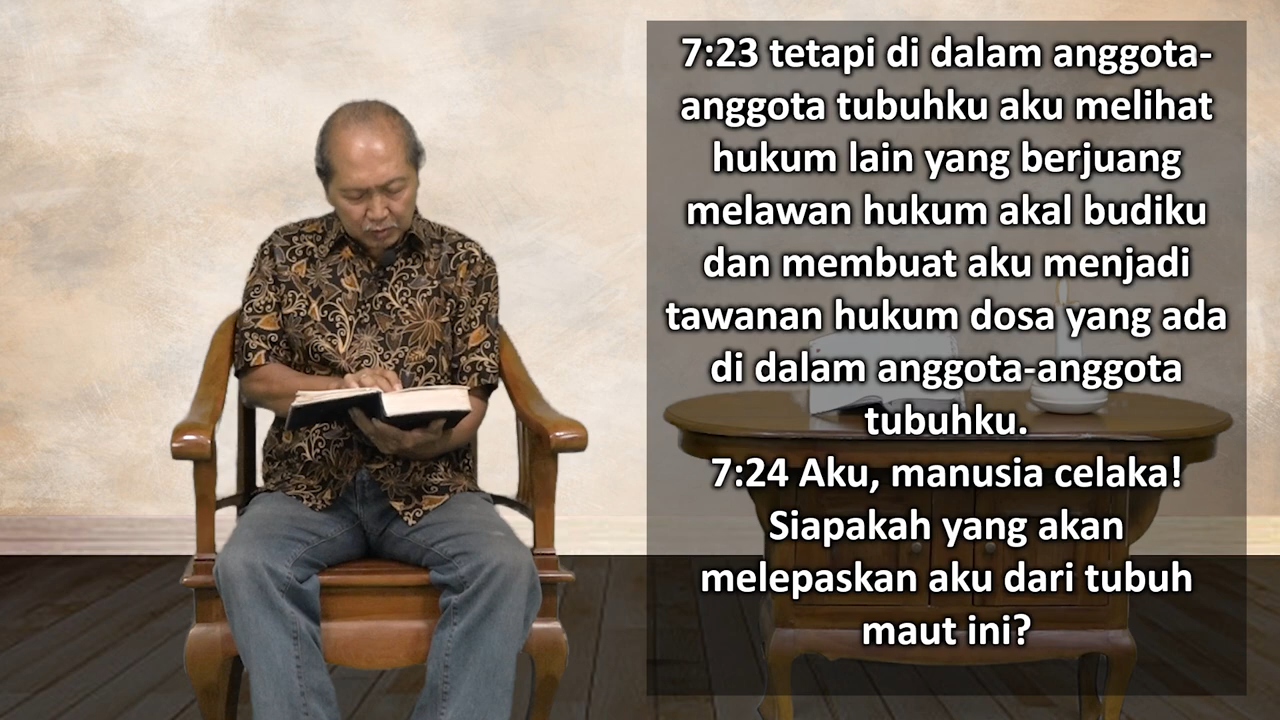 7:23 tetapi di dalam anggota-
anggota tubuhku aku melihat
hukum lain yang berjuang
melawan hukum akal budiku
dan membuat aku menjadi
tawanan hukum dosa yang ada
di dalam anggota-anggota
tubuhku.
7:24 Aku, manusia celaka!
Siapakah yang akan
melepaskan aku dari tubuh
maut ini?